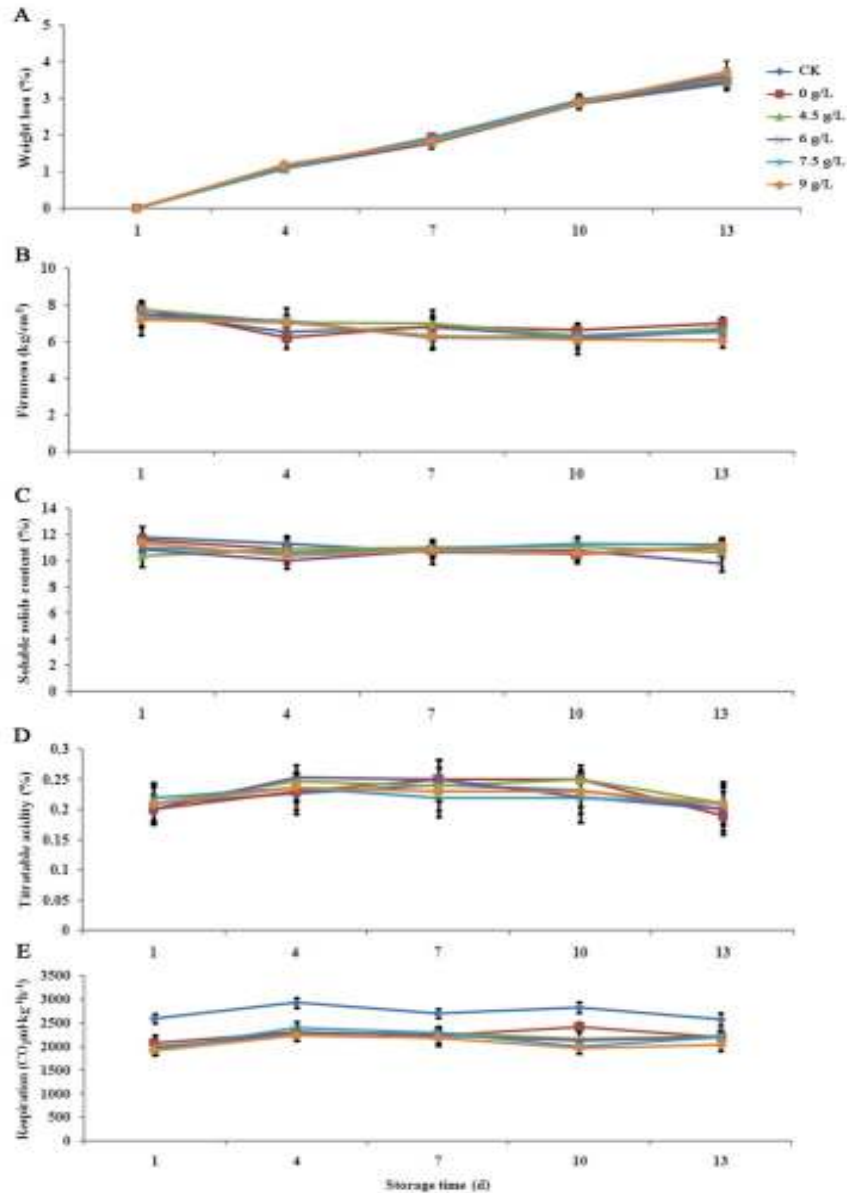 A
Weight loss (%)
5
4
3
2
1
0
1 4 7 10 13
CK
0 g/L
4.5 g/L
6 g/L
7.5 g/L
9 g/L
B
Firmness (kg/cm²)
10
8
6
4
2
0
1 4 7 10 13
C
Soluble solids content (%)
14
12
10
8
6
4
2
0
1 4 7 10 13
D
Titratable acidity (%)
0.3
0.25
0.2
0.15
0.1
0.05
0
1 4 7 10 13
E
Respiration
3500
3000
2500
2000
1500
1000
500
0
1 4 7 10 13
Storage time (d)